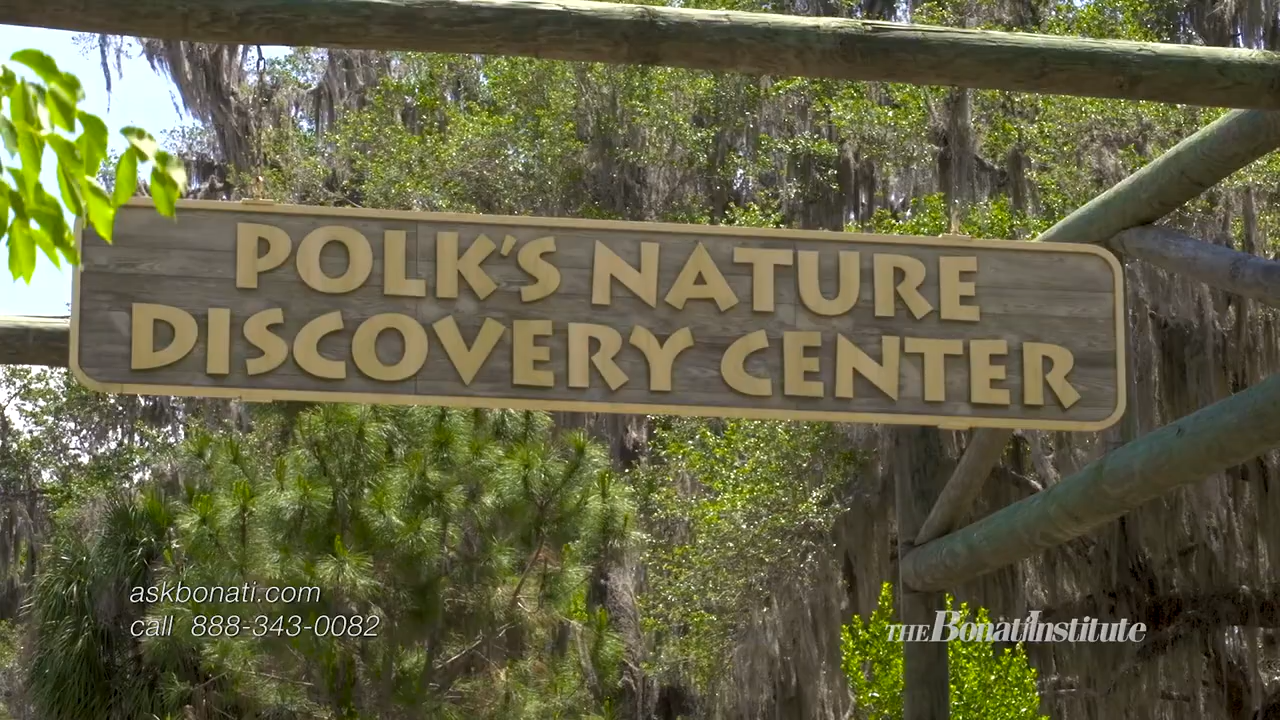 POLK'S NATURE
DISCOVERY CENTER
askbonati.com
call 888-343-0082
THE Bonati Institute